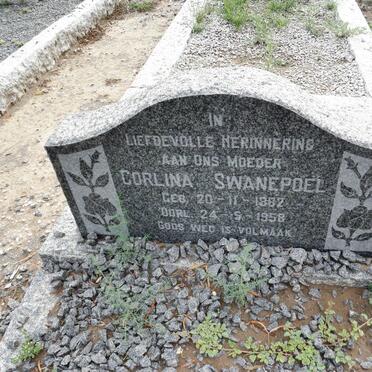 IN
LIEFDEVOLLE HERINNERING
AAN ONS MOEDER
CORLINA SWANEPOEL
GEB. 20-11-1882
OORL. 24-5-1958
GODS WEG IS VOLMAAK